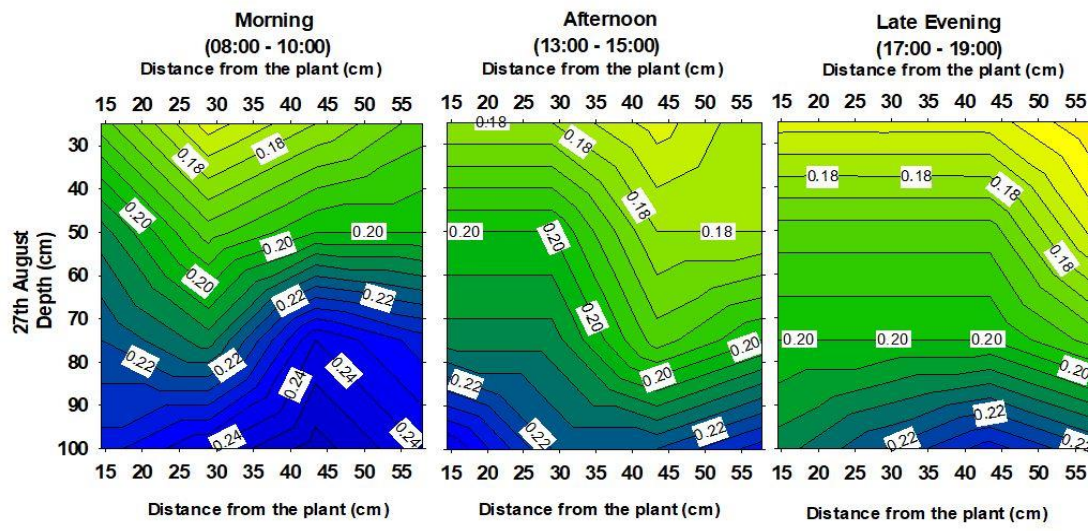 Morning
(08:00 - 10:00)
Distance from the plant (cm)
15 20 25 30 35 40 45 50 55
Afternoon
(13:00 - 15:00)
Distance from the plant (cm)
15 20 25 30 35 40 45 50 55
Late Evening
(17:00 - 19:00)
Distance from the plant (cm)
15 20 25 30 35 40 45 50 55
27th August
Depth (cm)
30
40
50
60
70
80
90
100
0.18 0.18
0.20
0.20 0.20
0.20
0.22 0.22
0.22 0.22
0.24 0.24
0.24 0.24
0.18 0.18
0.18
0.18
0.20 0.20
0.20
0.20
0.20
0.22
0.22 0.22
0.18 0.18
0.18
0.20 0.20 0.20
0.20
0.22
0.22 0.22
15 20 25 30 35 40 45 50 55
Distance from the plant (cm)
15 20 25 30 35 40 45 50 55
Distance from the plant (cm)
15 20 25 30 35 40 45 50 55
Distance from the plant (cm)